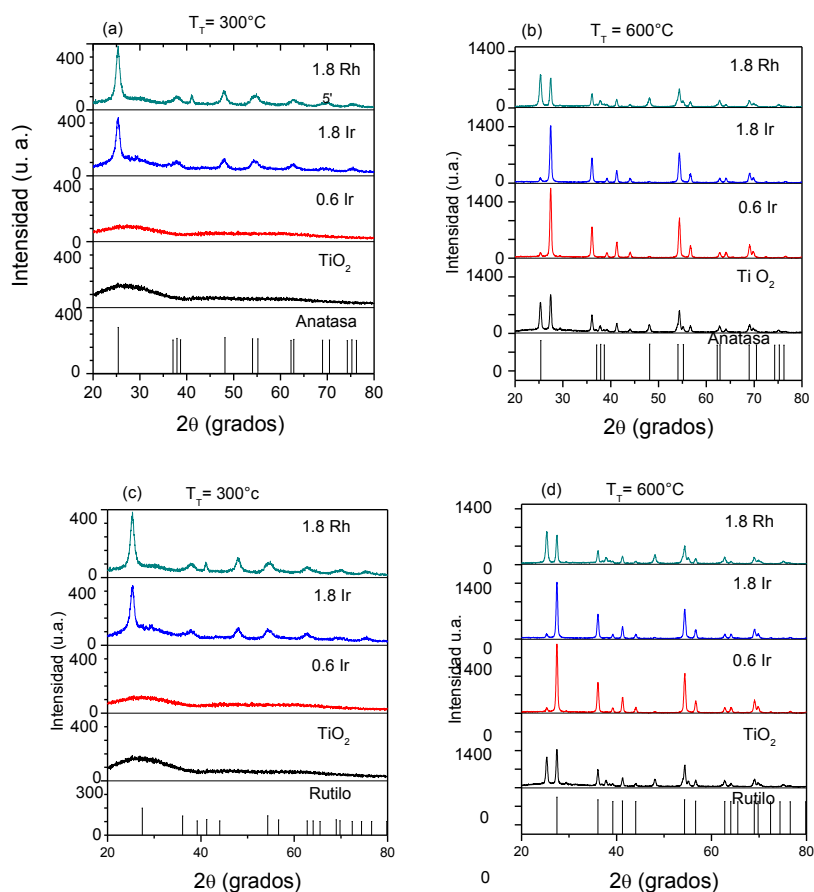 (a) T_T= 300°C
400
0
1.8 Rh
5'
400
0
1.8 Ir
400
0
0.6 Ir
400
0
TiO2
400
0
Anatasa
20 30 40 50 60 70 80
2θ (grados)
Intensidad (u. a.)
(b) T_T = 600°C
1400
0
1.8 Rh
1400
0
1.8 Ir
1400
0
0.6 Ir
1400
0
Ti O2
Anatasa
0
20 30 40 50 60 70 80
2θ (grados)
Intensidad (u.a.)
(c) T_T= 300°c
400
0
1.8 Rh
400
0
1.8 Ir
400
0
0.6 Ir
400
0
TiO2
300
0
Rutilo
20 40 60 80
2θ (grados)
Intensidad (u.a.)
(d) T_T= 600°C
1400
0
1.8 Rh
1400
0
1.8 Ir
1400
0
0.6 Ir
1400
0
TiO2
Rutilo
0
20 30 40 50 60 70 80
2θ (grados)
Intensidad u.a.